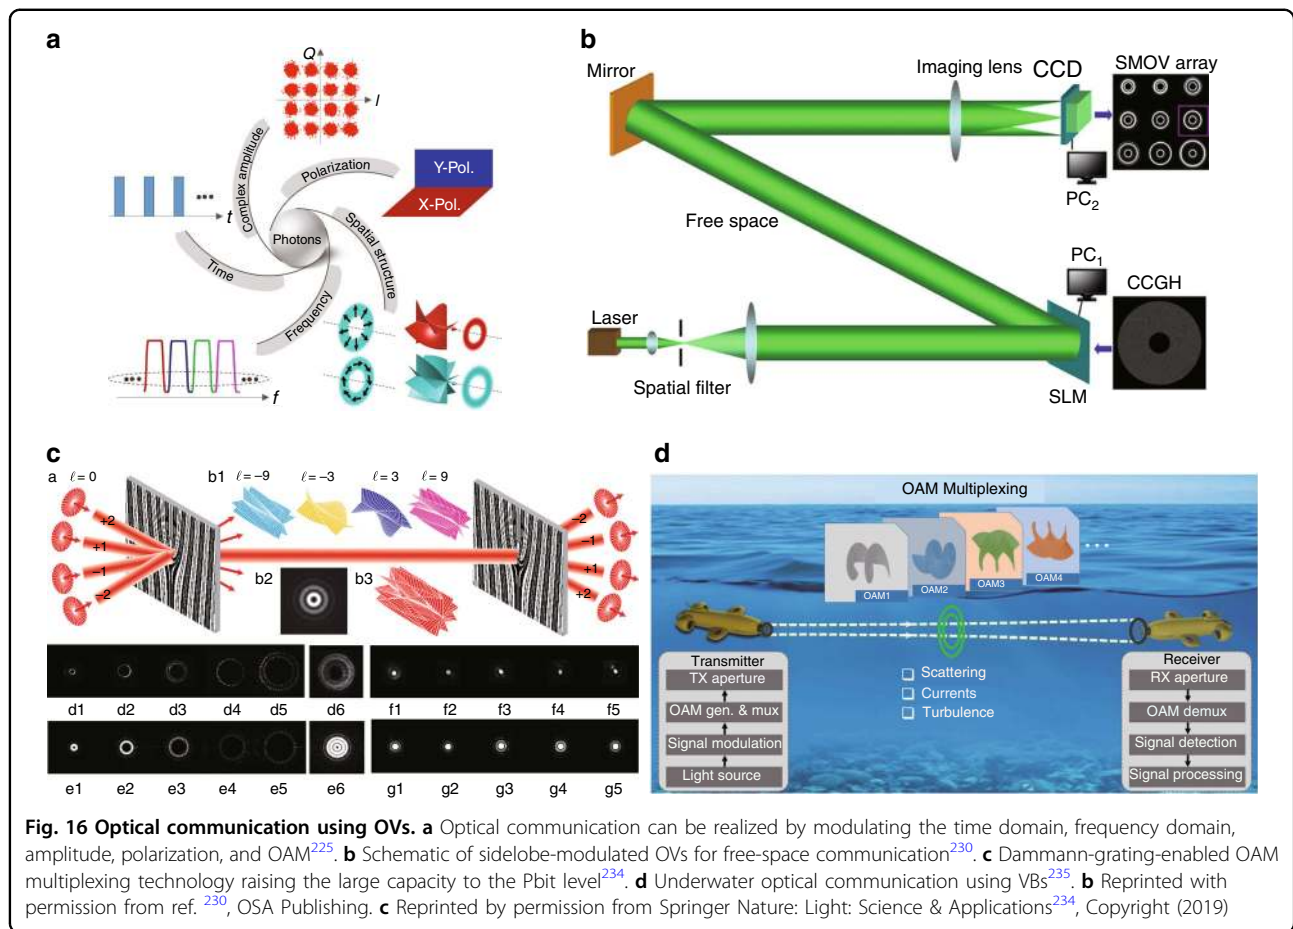 a
Q
I
Complex amplitude
Polarization
Y-Pol.
X-Pol.
t
Photons
Spatial structure
Time
Frequency
f
b
Mirror
Imaging lens
CCD
SMOV array
PC2
Free space
PC1
CCGH
Laser
Spatial filter
SLM
c
a ℓ = 0
b1 ℓ = –9 ℓ = –3 ℓ = 3 ℓ = 9
+2
+1
–1
–2
–2
–1
+1
+2
b2
b3
d1 d2 d3 d4 d5 d6 f1 f2 f3 f4 f5
e1 e2 e3 e4 e5 e6 g1 g2 g3 g4 g5
d
OAM Multiplexing
OAM1
OAM2
OAM3
OAM4
Transmitter
TX aperture
OAM gen. & mux
Signal modulation
Light source
Scattering
Currents
Turbulence
Receiver
RX aperture
OAM demux
Signal detection
Signal processing
Fig. 16 Optical communication using OVs. a Optical communication can be realized by modulating the time domain, frequency domain,
amplitude, polarization, and OAM225. b Schematic of sidelobe-modulated OVs for free-space communication230. c Dammann-grating-enabled OAM
multiplexing technology raising the large capacity to the Pbit level234. d Underwater optical communication using VBs235. b Reprinted with
permission from ref. 230, OSA Publishing. c Reprinted by permission from Springer Nature: Light: Science & Applications234, Copyright (2019)